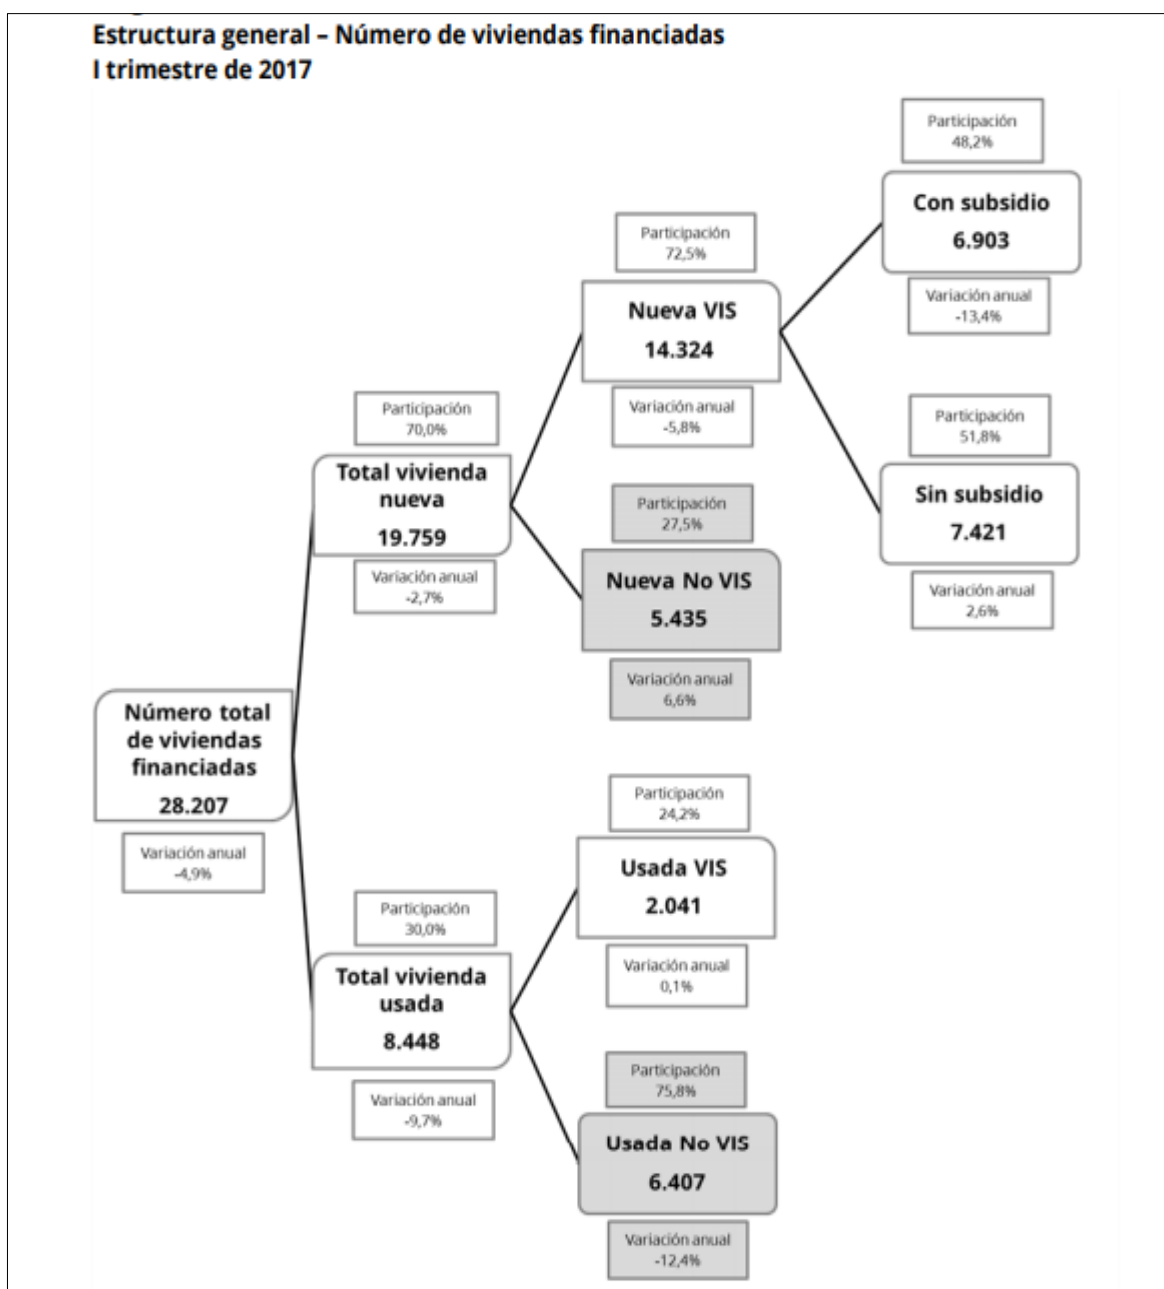 Estructura general – Número de viviendas financiadas
I trimestre de 2017
Participación
48,2%
Con subsidio
6.903
Variación anual
-13,4%
Participación
72,5%
Nueva VIS
14.324
Variación anual
-5,8%
Participación
51,8%
Sin subsidio
7.421
Variación anual
2,6%
Participación
70,0%
Total vivienda
nueva
19.759
Variación anual
-2,7%
Participación
27,5%
Nueva No VIS
5.435
Variación anual
6,6%
Número total
de viviendas
financiadas
28.207
Variación anual
-4,9%
Participación
24,2%
Usada VIS
2.041
Variación anual
0,1%
Participación
30,0%
Total vivienda
usada
8.448
Variación anual
-9,7%
Participación
75,8%
Usada No VIS
6.407
Variación anual
-12,4%